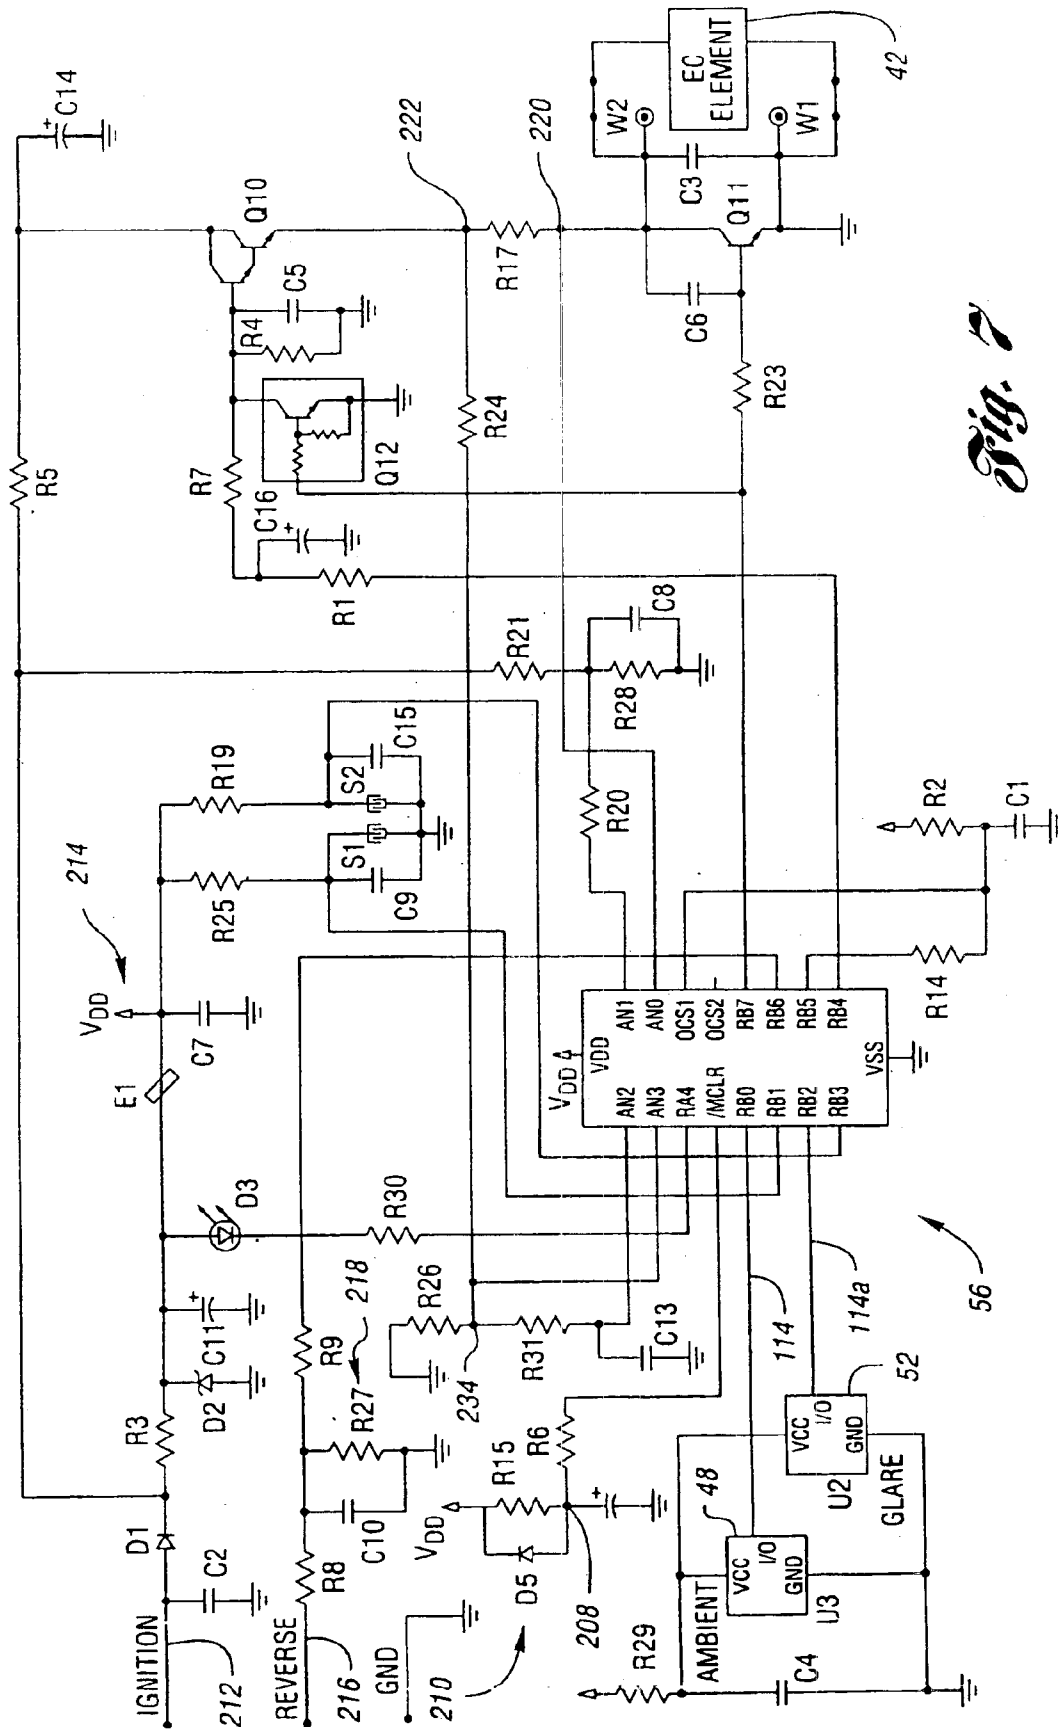 IGNITION
212
C2
D1
R3
D2
C11
+
D3
E1
VDD
214
C7
R25
R19
S1
S2
C9
C15
R5
C14
+
REVERSE
216
R8
C10
R27
218
R9
R30
R1
C16
+
R7
Q12
R4
C5
Q10
GND
210
D5
VDD
R15
208
+
R6
234
R26
R31
C13
R24
222
R17
220
R21
R28
C8
R20
VDD
VDD
AN2
AN3
RA4
/MCLR
RB0
RB1
RB2
RB3
AN1
AN0
OCS1
OCS2
RB7
RB6
RB5
RB4
VSS
R14
R2
C1
R23
C6
Q11
C3
W2
W1
EC
ELEMENT
42
R29
C4
AMBIENT
48
VCC
I/O
GND
U3
GLARE
52
VCC
I/O
GND
U2
114
114a
56
Fig. 7